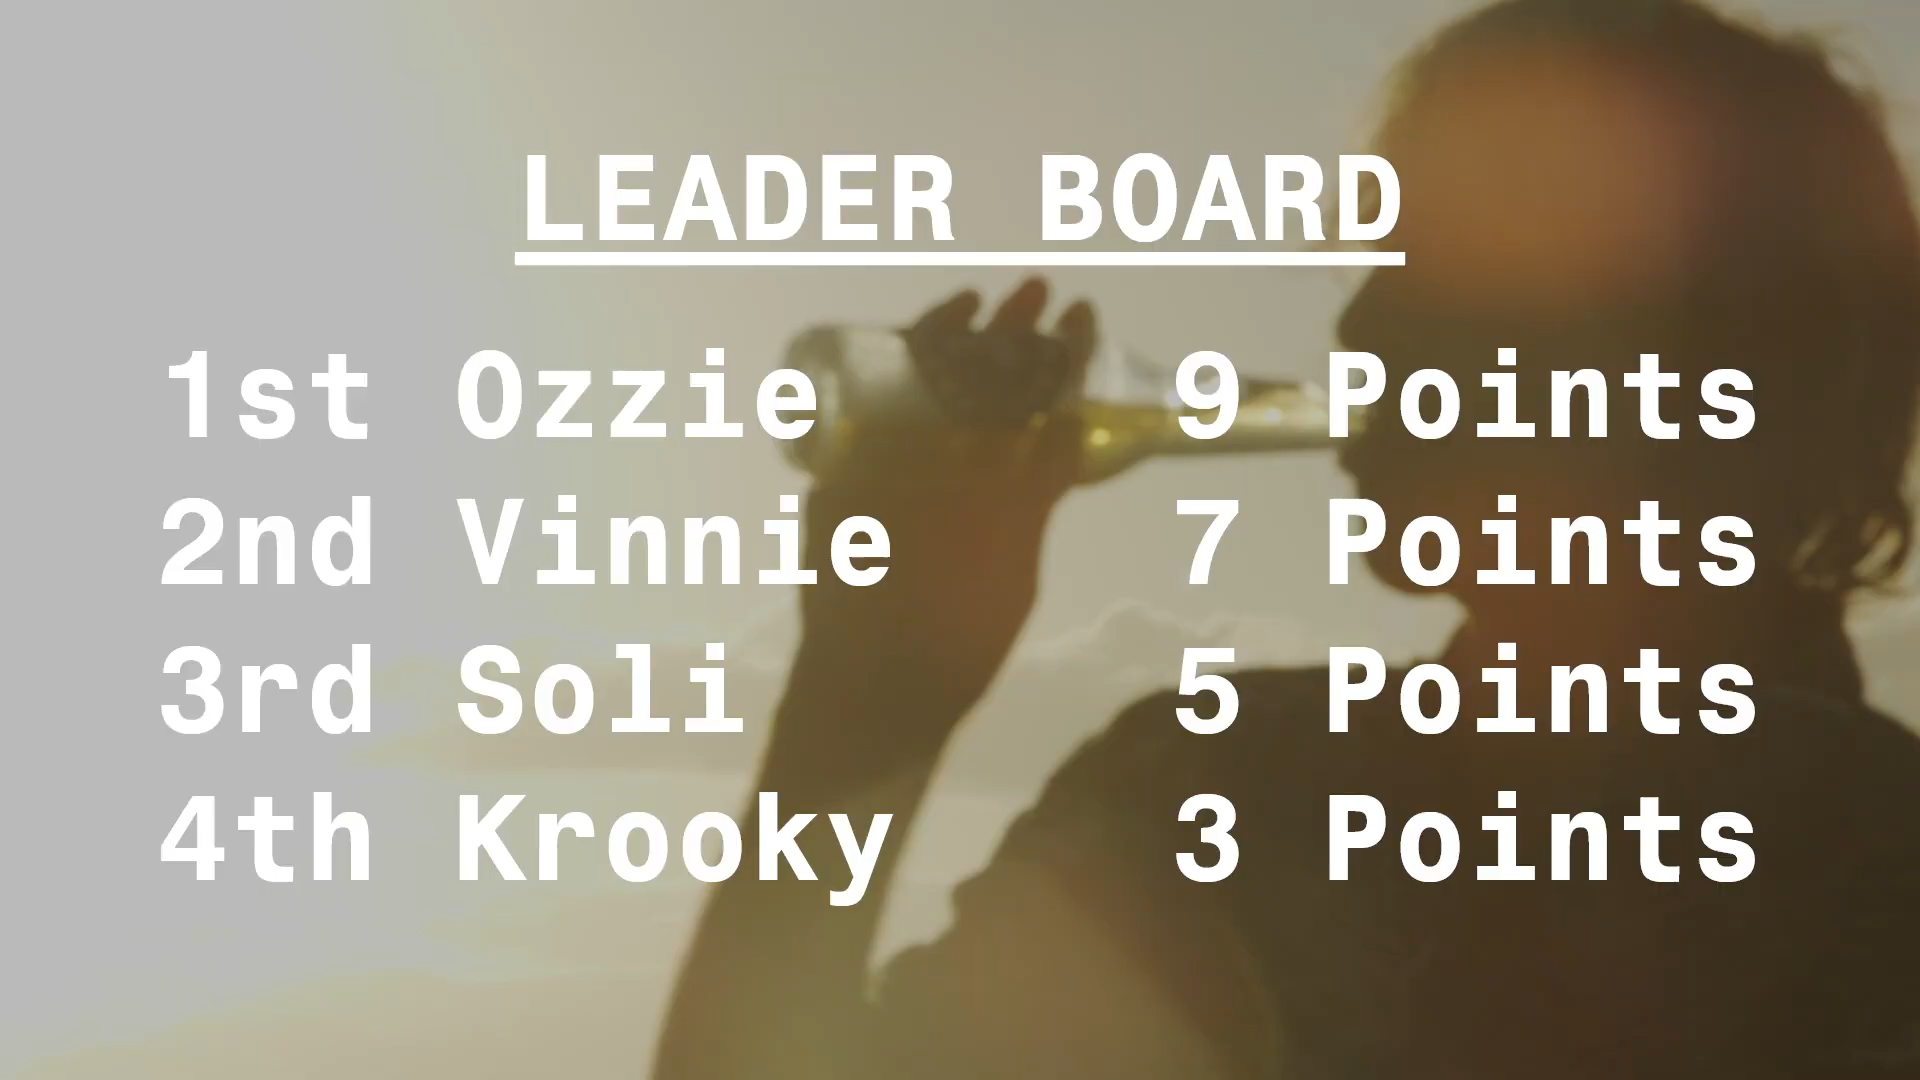 LEADER BOARD
1st Ozzie 9 Points
2nd Vinnie 7 Points
3rd Soli 5 Points
4th Krooky 3 Points